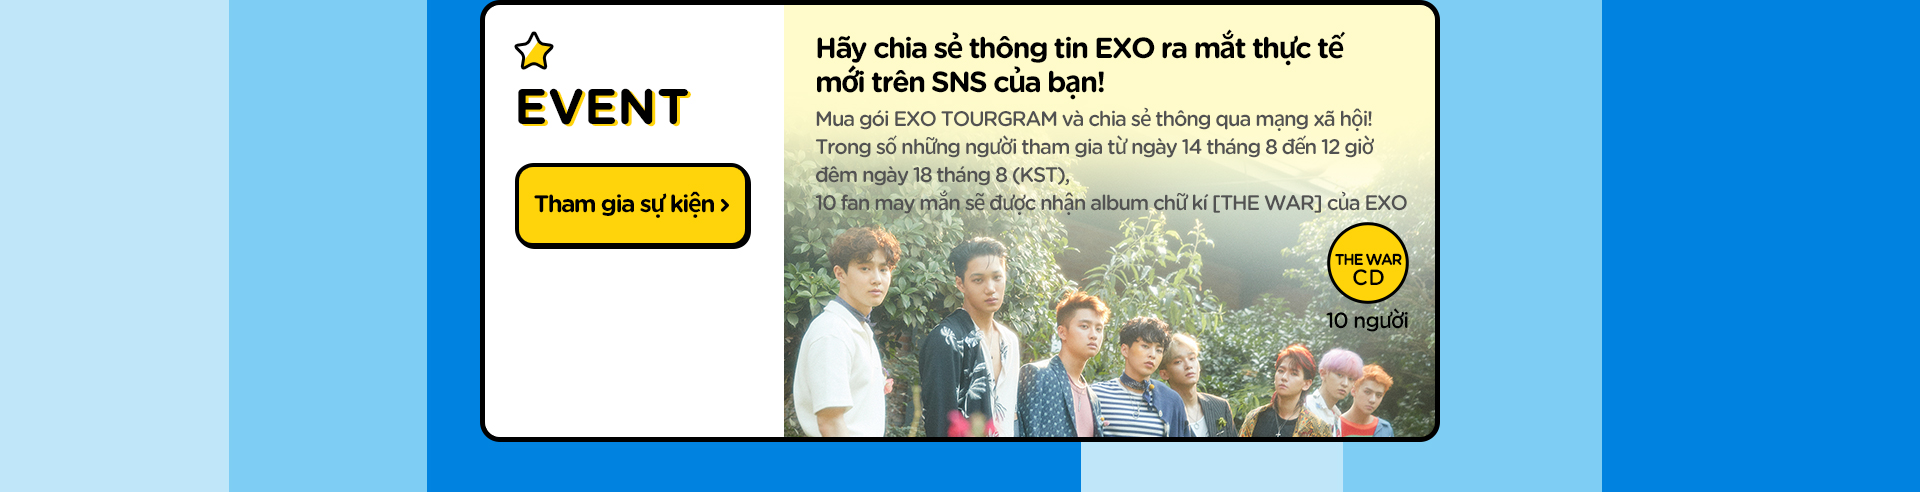 EVENT
Tham gia sự kiện >
Hãy chia sẻ thông tin EXO ra mắt thực tế
mới trên SNS của bạn!
Mua gói EXO TOURGRAM và chia sẻ thông qua mạng xã hội!
Trong số những người tham gia từ ngày 14 tháng 8 đến 12 giờ
đêm ngày 18 tháng 8 (KST),
10 fan may mắn sẽ được nhận album chữ kí [THE WAR] của EXO
THE WAR
CD
10 người